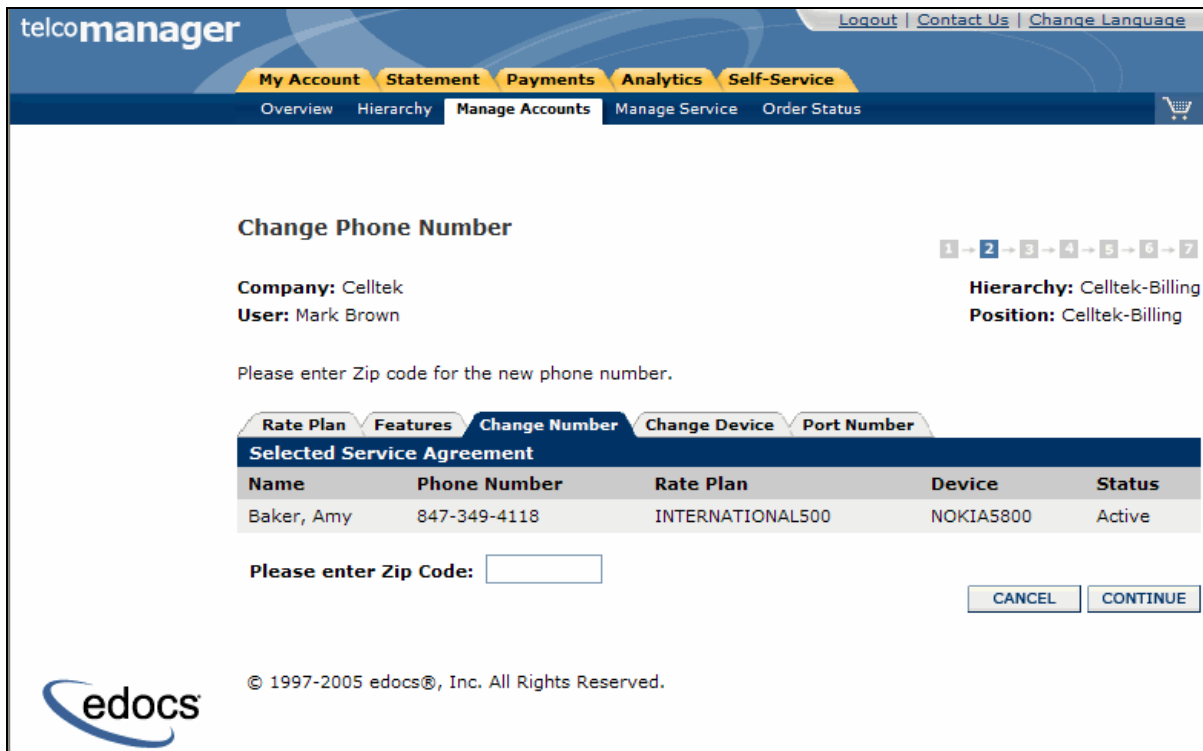 telcomanager
Logout | Contact Us | Change Language
My Account Statement Payments Analytics Self-Service
Overview Hierarchy Manage Accounts Manage Service Order Status
Change Phone Number
1 → 2 → 3 → 4 → 5 → 6 → 7
Company: Celltek
Hierarchy: Celltek-Billing
User: Mark Brown
Position: Celltek-Billing
Please enter Zip code for the new phone number.
Rate Plan Features Change Number Change Device Port Number
Selected Service Agreement
Name Phone Number Rate Plan Device Status
Baker, Amy 847-349-4118 INTERNATIONAL500 NOKIA5800 Active
Please enter Zip Code:
CANCEL CONTINUE
© 1997-2005 edocs®, Inc. All Rights Reserved.
edocs